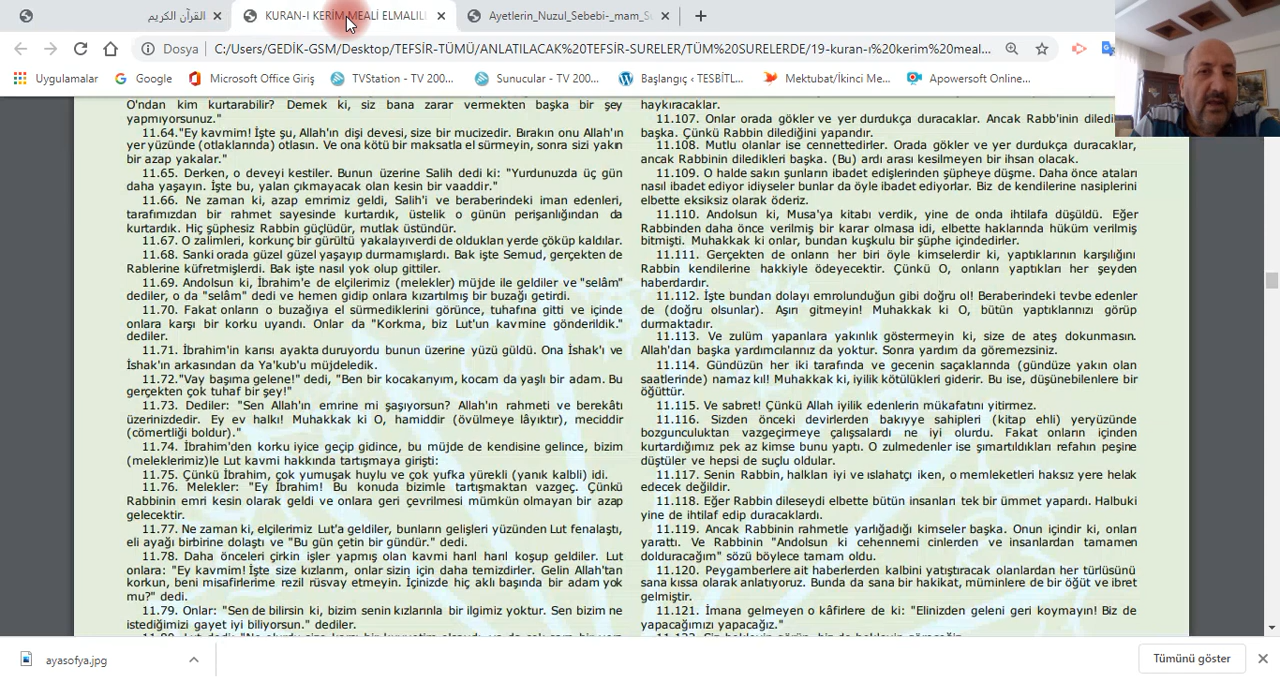 القرآن الكريم
KURAN-I KERİM MEALİ ELMALILI
Ayetlerin_Nuzul_Sebebi-_mam_S
Dosya
C:/Users/GEDİK-GSM/Desktop/TEFSİR-TÜMÜ/ANLATILACAK%20TEFSİR-SURELER/TÜM%20SURELERDE/19-kuran-ı%20kerim%20meal...
Uygulamalar
Google
Microsoft Office Giriş
TVStation - TV 200...
Sunucular - TV 200...
Başlangıç ‹ TESBİTL...
Mektubat/İkinci Me...
Apowersoft Online...
O'ndan kim kurtarabilir? Demek ki, siz bana zarar vermekten başka bir şey
yapmıyorsunuz."
11.64."Ey kavmim! İşte şu, Allah'ın dişi devesi, size bir mucizedir. Bırakın onu Allah'ın
yer yüzünde (otlaklarında) otlasın. Ve ona kötü bir maksatla el sürmeyin, sonra sizi yakın
bir azap yakalar."
11.65. Derken, o deveyi kestiler. Bunun üzerine Salih dedi ki: "Yurdunuzda üç gün
daha yaşayın. İşte bu, yalan çıkmayacak olan kesin bir vaaddir."
11.66. Ne zaman ki, azap emrimiz geldi, Salih'i ve beraberindeki iman edenleri,
tarafımızdan bir rahmet sayesinde kurtardık, üstelik o günün perişanlığından da
kurtardık. Hiç şüphesiz Rabbin güçlüdür, mutlak üstündür.
11.67. O zalimleri, korkunç bir gürültü yakalayıverdi de oldukları yerde çöküp kaldılar.
11.68. Sanki orada güzel güzel yaşayıp durmamışlardı. Bak işte Semud, gerçekten de
Rablerine küfretmişlerdi. Bak işte nasıl yok olup gittiler.
11.69. Andolsun ki, İbrahim'e de elçilerimiz (melekler) müjde ile geldiler ve "selâm"
dediler, o da "selâm" dedi ve hemen gidip onlara kızartılmış bir buzağı getirdi.
11.70. Fakat onların o buzağıya el sürmediklerini görünce, tuhafına gitti ve içinde
onlara karşı bir korku uyandı. Onlar da "Korkma, biz Lut'un kavmine gönderildik."
dediler.
11.71. İbrahim'in karısı ayakta duruyordu bunun üzerine yüzü güldü. Ona İshak'ı ve
İshak'ın arkasından da Ya'kub'u müjdeledik.
11.72."Vay başıma gelene!" dedi, "Ben bir kocakarıyım, kocam da yaşlı bir adam. Bu
gerçekten çok tuhaf bir şey!"
11.73. Dediler: "Sen Allah'ın emrine mi şaşıyorsun? Allah'ın rahmeti ve berekâtı
üzerinizdedir. Ey ev halkı! Muhakkak ki O, hamiddir (övülmeye lâyıktır), meciddir
(cömertliği boldur)."
11.74. İbrahim'den korku iyice geçip gidince, bu müjde de kendisine gelince, bizim
(meleklerimiz)le Lut kavmi hakkında tartışmaya girişti:
11.75. Çünkü İbrahim, çok yumuşak huylu ve çok yufka yürekli (yanık kalbli) idi.
11.76. Melekler: "Ey İbrahim! Bu konuda bizimle tartışmaktan vazgeç. Çünkü
Rabbinin emri kesin olarak geldi ve onlara geri çevrilmesi mümkün olmayan bir azap
gelecektir.
11.77. Ne zaman ki, elçilerimiz Lut'a geldiler, bunların gelişleri yüzünden Lut fenalaştı,
eli ayağı birbirine dolaştı ve "Bu gün çetin bir gündür." dedi.
11.78. Daha önceleri çirkin işler yapmış olan kavmi harıl harıl koşup geldiler. Lut
onlara: "Ey kavmim! İşte size kızlarım, onlar sizin için daha temizdirler. Gelin Allah'tan
korkun, beni misafirlerime rezil rüsvay etmeyin. İçinizde hiç aklı başında bir adam yok
mu?" dedi.
11.79. Onlar: "Sen de bilirsin ki, bizim senin kızlarınla bir ilgimiz yoktur. Sen bizim ne
istediğimizi gayet iyi biliyorsun." dediler.
haykıracaklar.
11.107. Onlar orada gökler ve yer durdukça duracaklar. Ancak Rabb'inin diledi
başka. Çünkü Rabbin dilediğini yapandır.
11.108. Mutlu olanlar ise cennettedirler. Orada gökler ve yer durdukça duracaklar,
ancak Rabbinin diledikleri başka. (Bu) ardı arası kesilmeyen bir ihsan olacak.
11.109. O halde sakın şunların ibadet edişlerinden şüpheye düşme. Daha önce ataları
nasıl ibadet ediyor idiyseler bunlar da öyle ibadet ediyorlar. Biz de kendilerine nasiplerini
elbette eksiksiz olarak öderiz.
11.110. Andolsun ki, Musa'ya kitabı verdik, yine de onda ihtilafa düşüldü. Eğer
Rabbinden daha önce verilmiş bir karar olmasa idi, elbette haklarında hüküm verilmiş
bitmişti. Muhakkak ki onlar, bundan kuşkulu bir şüphe içindedirler.
11.111. Gerçekten de onların her biri öyle kimselerdir ki, yaptıklarının karşılığını
Rabbin kendilerine hakkiyle ödeyecektir. Çünkü O, onların yaptıkları her şeyden
haberdardır.
11.112. İşte bundan dolayı emrolunduğun gibi doğru ol! Beraberindeki tevbe edenler
de (doğru olsunlar). Aşırı gitmeyin! Muhakkak ki O, bütün yaptıklarınızı görüp
durmaktadır.
11.113. Ve zulüm yapanlara yakınlık göstermeyin ki, size de ateş dokunmasın.
Allah'dan başka yardımcılarınız da yoktur. Sonra yardım da göremezsiniz.
11.114. Gündüzün her iki tarafında ve gecenin saçaklarında (gündüze yakın olan
saatlerinde) namaz kıl! Muhakkak ki, iyilik kötülükleri giderir. Bu ise, düşünebilenlere bir
öğüttür.
11.115. Ve sabret! Çünkü Allah iyilik edenlerin mükafatını yitirmez.
11.116. Sizden önceki devirlerden bakıyye sahipleri (kitap ehli) yeryüzünde
bozgunculuktan vazgeçirmeye çalışsalardı ne iyi olurdu. Fakat onların içinden
kurtardığımız pek az kimse bunu yaptı. O zulmedenler ise şımartıldıkları refahın peşine
düştüler ve hepsi de suçlu oldular.
11.117. Senin Rabbin, halkları iyi ve ıslahatçı iken, o memleketleri haksız yere helak
edecek değildir.
11.118. Eğer Rabbin dileseydi elbette bütün insanları tek bir ümmet yapardı. Halbuki
yine de ihtilaf edip duracaklardı.
11.119. Ancak Rabbinin rahmetle yarlığadığı kimseler başka. Onun içindir ki, onları
yarattı. Ve Rabbinin "Andolsun ki cehennemi cinlerden ve insanlardan tamamen
dolduracağım" sözü böylece tamam oldu.
11.120. Peygamberlere ait haberlerden kalbini yatıştıracak olanlardan her türlüsünü
sana kıssa olarak anlatıyoruz. Bunda da sana bir hakikat, müminlere de bir öğüt ve ibret
gelmiştir.
11.121. İmana gelmeyen o kâfirlere de ki: "Elinizden geleni geri koymayın! Biz de
yapacağımızı yapacağız."
ayasofya.jpg
Tümünü göster